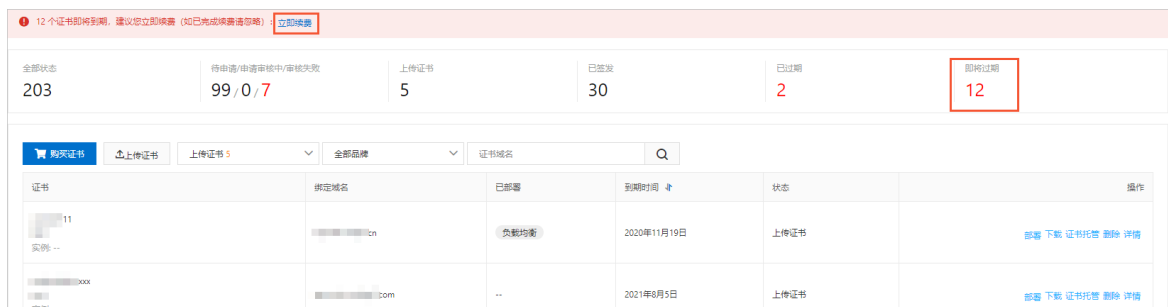 12 个证书即将到期，建议您立即续费（如已完成续费请忽略）：立即续费
全部状态 待申请/申请审核中/审核失败 上传证书 已签发 已过期 即将过期
203 99/0/7 5 30 2 12
购买证书 上传证书 上传证书 5 全部品牌 证书域名
证书 绑定域名 已部署 到期时间 状态 操作
11
cn 负载均衡 2020年11月19日 上传证书 部署 下载 证书托管 删除 详情
实例: --
xxx
.com -- 2021年8月5日 上传证书 部署 下载 证书托管 删除 详情